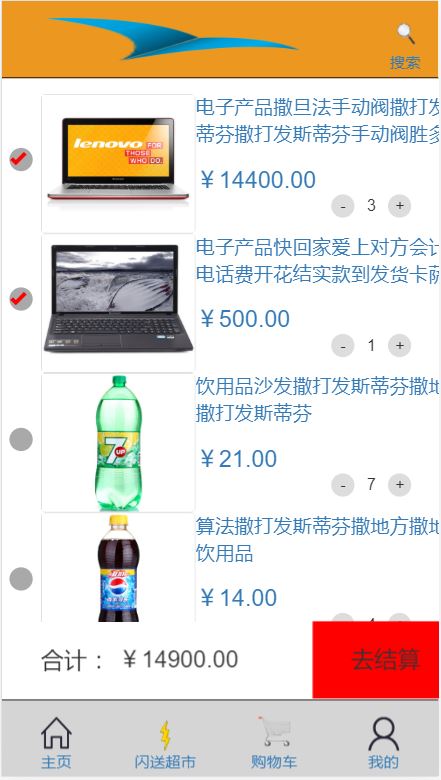 搜索
lenovo FOR
THOSE
WHO DO.
电子产品撒旦法手动阀撒打发
蒂芬撒打发斯蒂芬手动阀胜多
￥14400.00
- 3 +
电子产品快回家爱上对方会计
电话费开花结实款到发货卡
￥500.00
- 1 +
7
UP
饮用品沙发撒打发斯蒂芬撒地
撒打发斯蒂芬
￥21.00
- 7 +
pepsi
算法撒打发斯蒂芬撒地方撒地
饮用品
￥14.00
合计： ￥14900.00
去结算
主页
闪送超市
购物车
我的